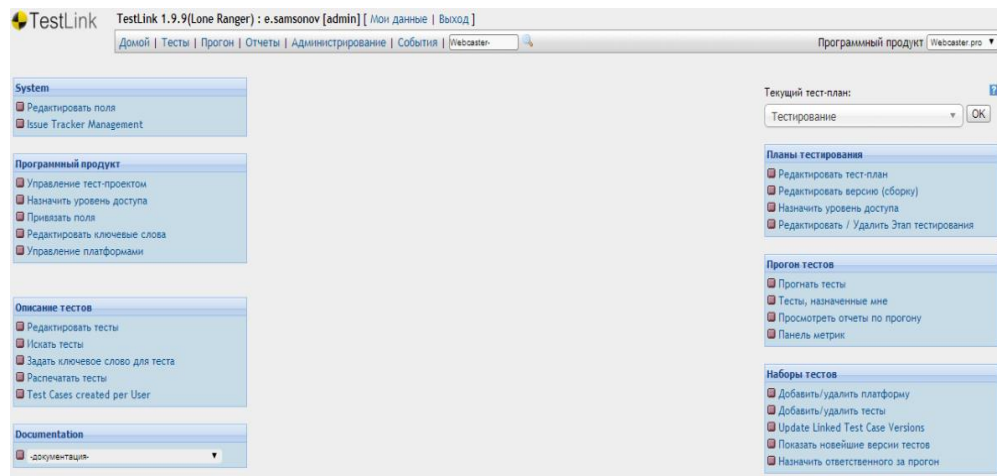 TestLink
TestLink 1.9.9(Lone Ranger) : e.samsonov [admin] [ Мои данные | Выход ]
Домой | Тесты | Прогон | Отчеты | Администрирование | События | Webcaster-
Программный продукт Webcaster.pro
System
Редактировать поля
Issue Tracker Management
Программный продукт
Управление тест-проектом
Назначить уровень доступа
Привязать поля
Редактировать ключевые слова
Управление платформами
Описание тестов
Редактировать тесты
Искать тесты
Задать ключевое слово для теста
Распечатать тесты
Test Cases created per User
Documentation
-документация-
Текущий тест-план:
Тестирование OK
Планы тестирования
Редактировать тест-план
Редактировать версию (сборку)
Назначить уровень доступа
Редактировать / Удалить Этап тестирования
Прогон тестов
Прогнать тесты
Тесты, назначенные мне
Просмотреть отчеты по прогону
Панель метрик
Наборы тестов
Добавить/удалить платформу
Добавить/удалить тесты
Update Linked Test Case Versions
Показать новейшие версии тестов
Назначить ответственного за прогон